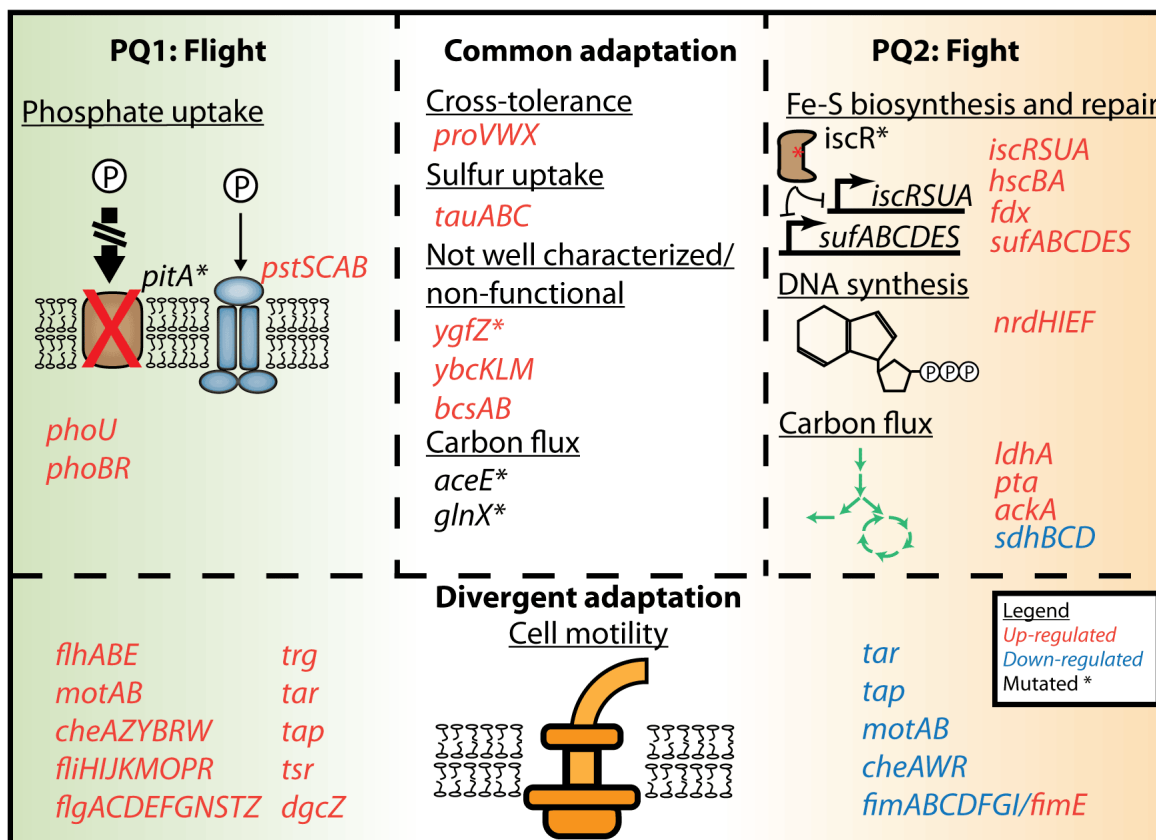 PQ1: Flight
Phosphate uptake
P
P
pitA*
pstSCAB
phoU
phoBR
Common adaptation
Cross-tolerance
proVWX
Sulfur uptake
tauABC
Not well characterized/
non-functional
ygfZ*
ybcKLM
bcsAB
Carbon flux
aceE*
glnX*
PQ2: Fight
Fe-S biosynthesis and repair
*
iscR*
iscRSUA
sufABCDES
iscRSUA
hscBA
fdx
sufABCDES
DNA synthesis
P P P
nrdHIEF
Carbon flux
ldhA
pta
ackA
sdhBCD
Divergent adaptation
Cell motility
flhABE
motAB
cheAZYBRW
fliHIJKMOPR
flgACDEFGNSTZ
trg
tar
tap
tsr
dgcZ
tar
tap
motAB
cheAWR
fimABCDFGI/fimE
Legend
Up-regulated
Down-regulated
Mutated *